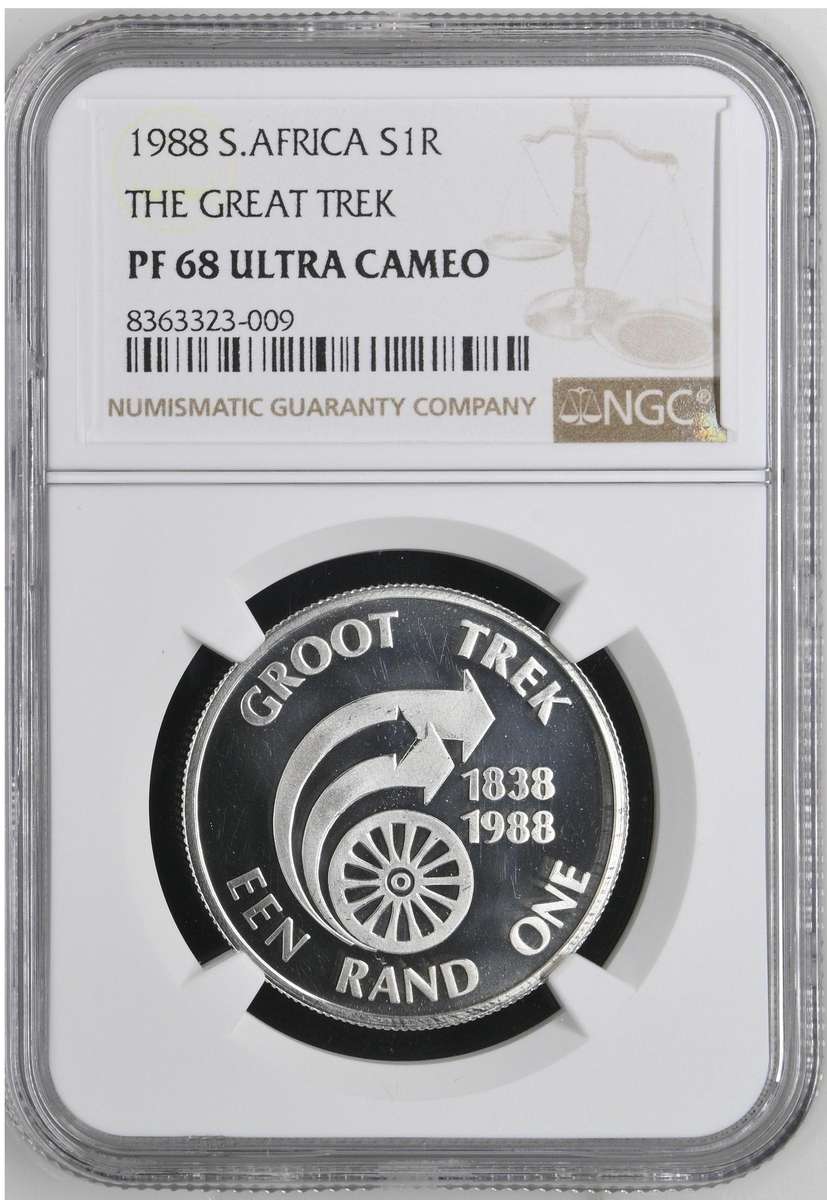 1988 S.AFRICA S1R
THE GREAT TREK
PF 68 ULTRA CAMEO
8363323-009
NUMISMATIC GUARANTY COMPANY
NGC®
GROOT TREK
1838
1988
EEN RAND ONE